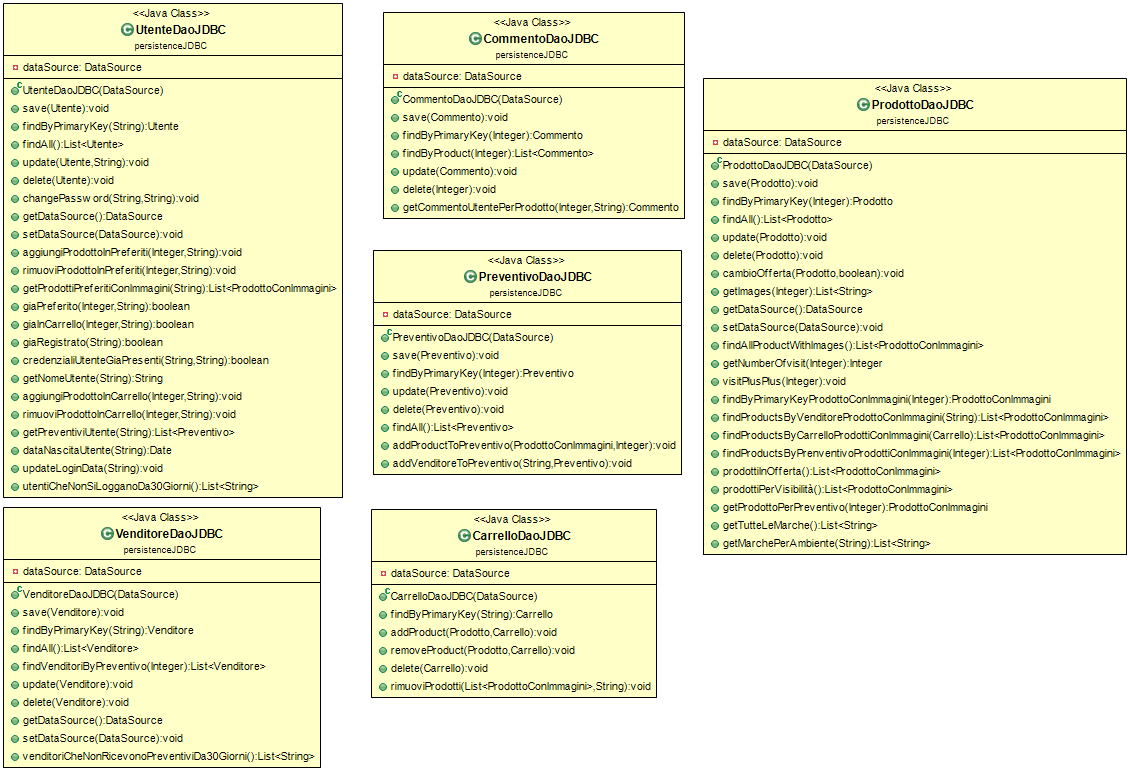 <<Java Class>>
UtenteDaoJDBC
persistenceJDBC
dataSource: DataSource
UtenteDaoJDBC(DataSource)
save(Utente):void
findByPrimaryKey(String):Utente
findAll():List<Utente>
update(Utente,String):void
delete(Utente):void
changePassword(String,String):void
getDataSource():DataSource
setDataSource(DataSource):void
aggiungiProdottoInPreferiti(Integer,String):void
rimuoviProdottoInPreferiti(Integer,String):void
getProdottiPreferitiConImmagini(String):List<ProdottoConImmagini>
giaPreferito(Integer,String):boolean
giaInCarrello(Integer,String):boolean
giaRegistrato(String):boolean
credenzialiUtenteGiaPresenti(String,String):boolean
getNomeUtente(String):String
aggiungiProdottoInCarrello(Integer,String):void
rimuoviProdottoInCarrello(Integer,String):void
getPreventiviUtente(String):List<Preventivo>
dataNascitaUtente(String):Date
updateLoginData(String):void
utentiCheNonSiLogganoDa30Giorni():List<String>
<<Java Class>>
VenditoreDaoJDBC
persistenceJDBC
dataSource: DataSource
VenditoreDaoJDBC(DataSource)
save(Venditore):void
findByPrimaryKey(String):Venditore
findAll():List<Venditore>
findVenditoriByPreventivo(Integer):List<Venditore>
update(Venditore):void
delete(Venditore):void
getDataSource():DataSource
setDataSource(DataSource):void
venditoriCheNonRicevonoPreventiviDa30Giorni():List<String>
<<Java Class>>
CommentoDaoJDBC
persistenceJDBC
dataSource: DataSource
CommentoDaoJDBC(DataSource)
save(Commento):void
findByPrimaryKey(Integer):Commento
findByProduct(Integer):List<Commento>
update(Commento):void
delete(Integer):void
getCommentoUtentePerProdotto(Integer,String):Commento
<<Java Class>>
PreventivoDaoJDBC
persistenceJDBC
dataSource: DataSource
PreventivoDaoJDBC(DataSource)
save(Preventivo):void
findByPrimaryKey(Integer):Preventivo
update(Preventivo):void
delete(Preventivo):void
findAll():List<Preventivo>
addProductToPreventivo(ProdottoConImmagini,Integer):void
addVenditoreToPreventivo(String,Preventivo):void
<<Java Class>>
CarrelloDaoJDBC
persistenceJDBC
dataSource: DataSource
CarrelloDaoJDBC(DataSource)
findByPrimaryKey(String):Carrello
addProduct(Prodotto,Carrello):void
removeProduct(Prodotto,Carrello):void
delete(Carrello):void
rimuoviProdotti(List<ProdottoConImmagini>,String):void
<<Java Class>>
ProdottoDaoJDBC
persistenceJDBC
dataSource: DataSource
ProdottoDaoJDBC(DataSource)
save(Prodotto):void
findByPrimaryKey(Integer):Prodotto
findAll():List<Prodotto>
update(Prodotto):void
delete(Prodotto):void
cambioOfferta(Prodotto,boolean):void
getImages(Integer):List<String>
getDataSource():DataSource
setDataSource(DataSource):void
findAllProductWithImages():List<ProdottoConImmagini>
getNumberOfvisit(Integer):Integer
visitPlusPlus(Integer):void
findByPrimaryKeyProdottoConImmagini(Integer):ProdottoConImmagini
findProductsByVenditoreProdottoConImmagini(String):List<ProdottoConImmagini>
findProductsByCarrelloProdottiConImmagini(Carrello):List<ProdottoConImmagini>
findProductsByPrenventivoProdottiConImmagini(Integer):List<ProdottoConImmagini>
prodottiInOfferta():List<ProdottoConImmagini>
prodottiPerVisibilità():List<ProdottoConImmagini>
getProdottoPerPreventivo(Integer):ProdottoConImmagini
getTutteLeMarche():List<String>
getMarchePerAmbiente(String):List<String>